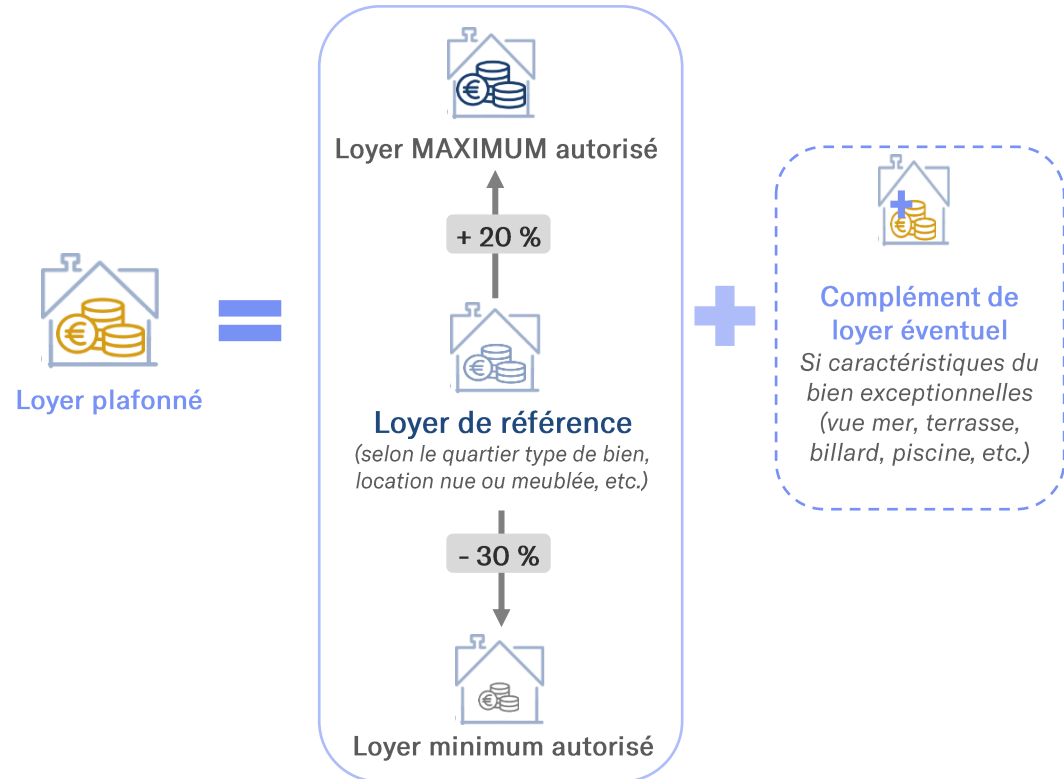 Loyer plafonné
=
Loyer MAXIMUM autorisé
+ 20 %
Loyer de référence
(selon le quartier type de bien,
location nue ou meublée, etc.)
- 30 %
Loyer minimum autorisé
+
Complément de
loyer éventuel
Si caractéristiques du
bien exceptionnelles
(vue mer, terrasse,
billard, piscine, etc.)